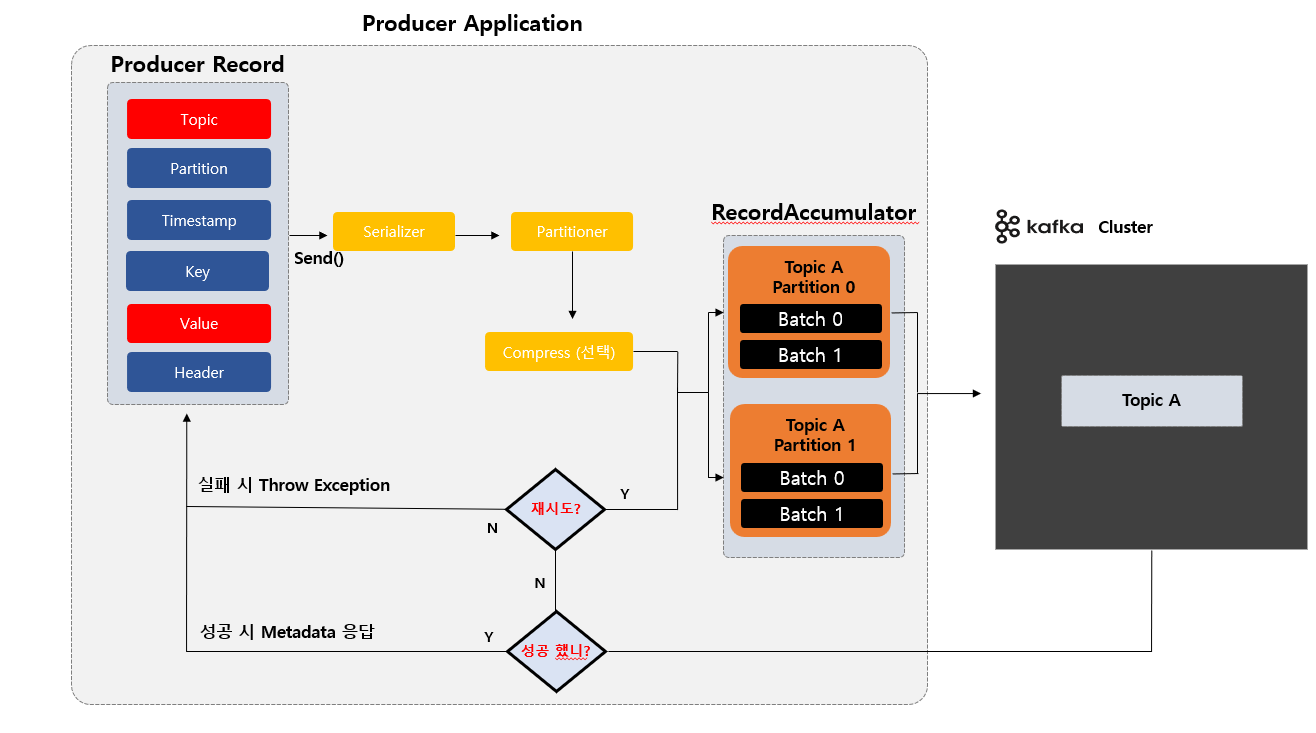 Producer Application
Producer Record
Topic
Partition
Timestamp
Key
Value
Header
Send()
Serializer
Partitioner
Compress (선택)
RecordAccumulator
Topic A
Partition 0
Batch 0
Batch 1
Topic A
Partition 1
Batch 0
Batch 1
kafka Cluster
Topic A
실패 시 Throw Exception
재시도?
Y
N
N
성공 시 Metadata 응답
Y
성공 했니?